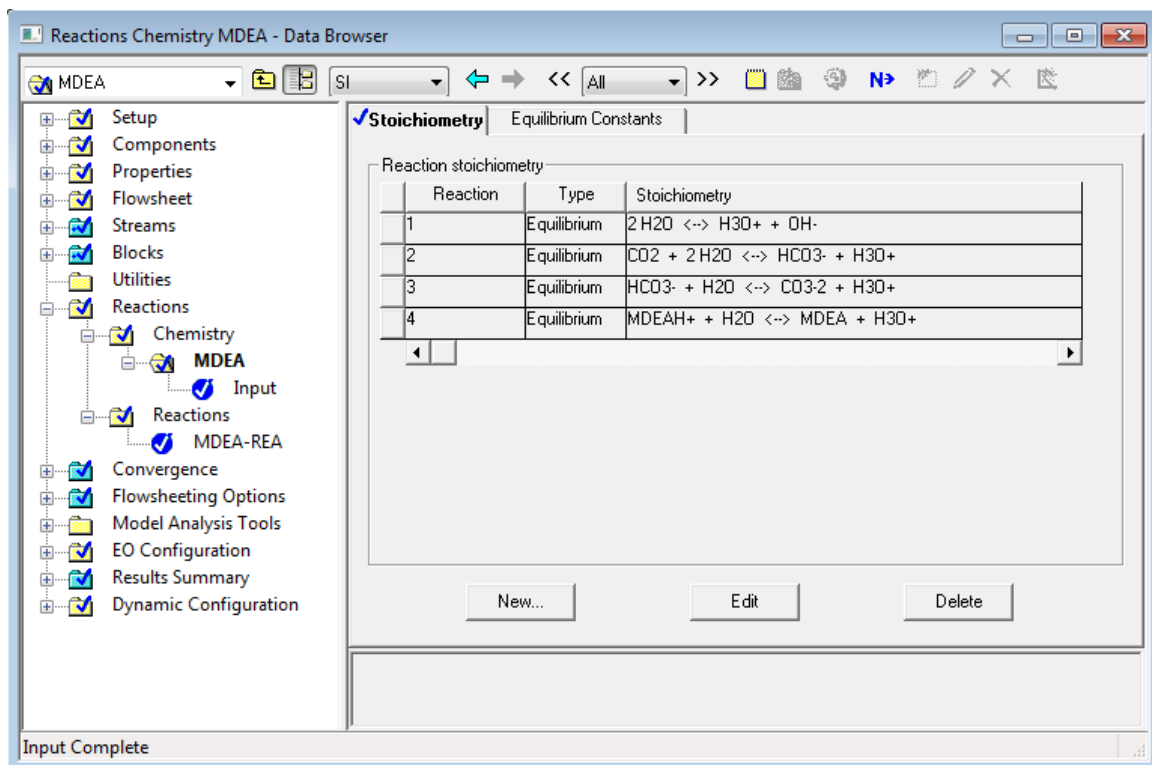 Reactions Chemistry MDEA - Data Browser
MDEA SI << All >> N>
Setup
Components
Properties
Flowsheet
Streams
Blocks
Utilities
Reactions
Chemistry
MDEA
Input
Reactions
MDEA-REA
Convergence
Flowsheeting Options
Model Analysis Tools
EO Configuration
Results Summary
Dynamic Configuration
Stoichiometry Equilibrium Constants
Reaction stoichiometry
Reaction Type Stoichiometry
1 Equilibrium 2 H2O <--> H3O+ + OH-
2 Equilibrium CO2 + 2 H2O <--> HCO3- + H3O+
3 Equilibrium HCO3- + H2O <--> CO3-2 + H3O+
4 Equilibrium MDEAH+ + H2O <--> MDEA + H3O+
New... Edit Delete
Input Complete